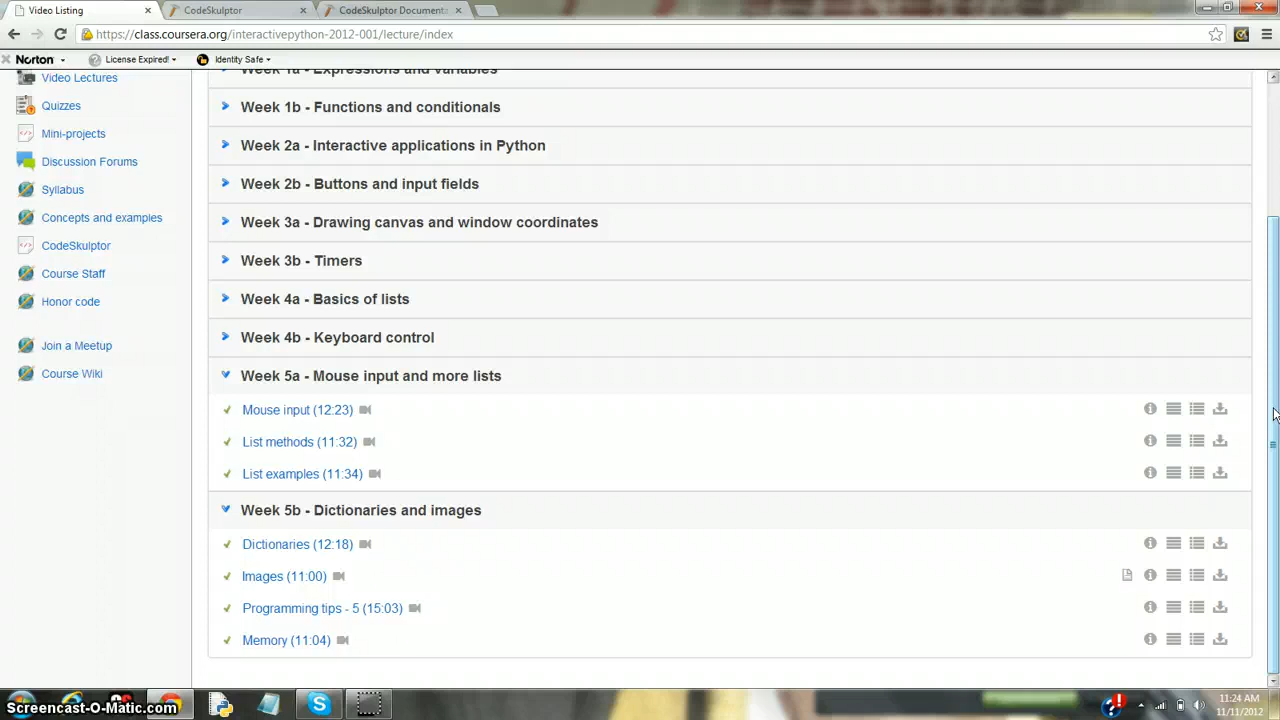 Video Listing
CodeSkulptor
CodeSkulptor Documenta
https://class.coursera.org/interactivepython-2012-001/lecture/index
Norton
License Expired!
Identity Safe
Video Lectures
Quizzes
Mini-projects
Discussion Forums
Syllabus
Concepts and examples
CodeSkulptor
Course Staff
Honor code
Join a Meetup
Course Wiki
Week 1a - Expressions and variables
Week 1b - Functions and conditionals
Week 2a - Interactive applications in Python
Week 2b - Buttons and input fields
Week 3a - Drawing canvas and window coordinates
Week 3b - Timers
Week 4a - Basics of lists
Week 4b - Keyboard control
Week 5a - Mouse input and more lists
Mouse input (12:23)
List methods (11:32)
List examples (11:34)
Week 5b - Dictionaries and images
Dictionaries (12:18)
Images (11:00)
Programming tips - 5 (15:03)
Memory (11:04)
Screencast-O-Matic.com
11:24 AM
11/11/2012